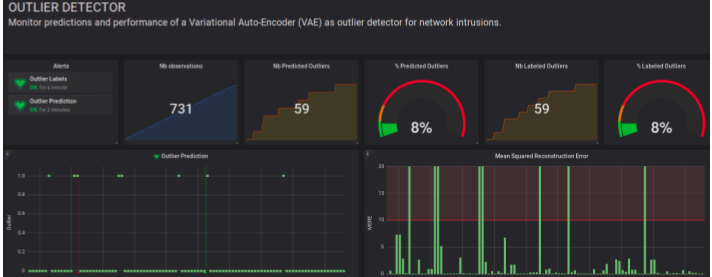 OUTLIER DETECTOR
Monitor predictions and performance of a Variational Auto-Encoder (VAE) as outlier detector for network intrusions.
Alerts
Outlier Labels
OK for a minute
Outlier Prediction
OK for 2 minutes
Nb observations
731
Nb Predicted Outliers
59
% Predicted Outliers
8%
Nb Labeled Outliers
59
% Labeled Outliers
8%
Outlier Prediction
Outlier
1.0
0.8
0.6
0.4
0.2
0
Mean Squared Reconstruction Error
MSRE
20
15
10
5
0